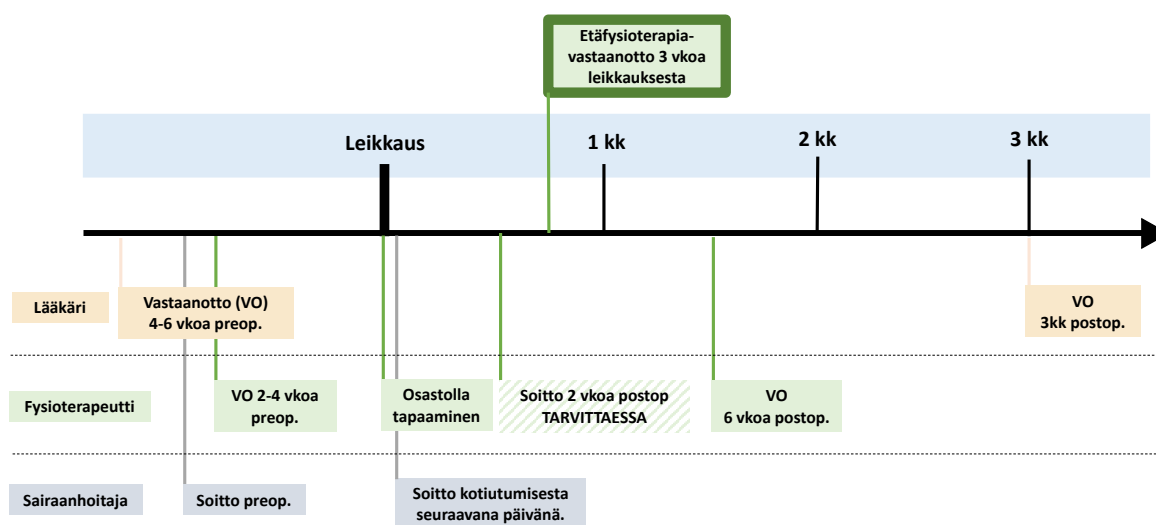 Etäfysioterapia-
vastaanotto 3 vkoa
leikkauksesta
Leikkaus
1 kk
2 kk
3 kk
Lääkäri
Vastaanotto (VO)
4-6 vkoa preop.
VO
3kk postop.
Fysioterapeutti
VO 2-4 vkoa
preop.
Osastolla
tapaaminen
Soitto 2 vkoa postop
TARVITTAESSA
VO
6 vkoa postop.
Sairaanhoitaja
Soitto preop.
Soitto kotiutumisesta
seuraavana päivänä.